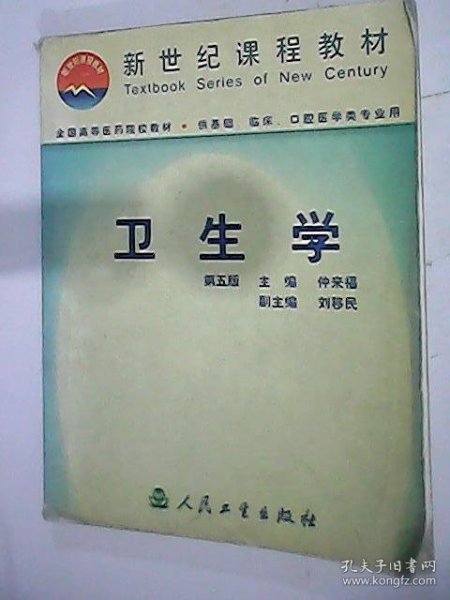 新世纪课程教材
Textbook Series of New Century
全国高等医药院校教材·供基础、临床、口腔医学类专业用
卫生学
第五版 主编 仲来福
副主编 刘移民
人民卫生出版社
孔夫子旧书网
www.kongfz.com